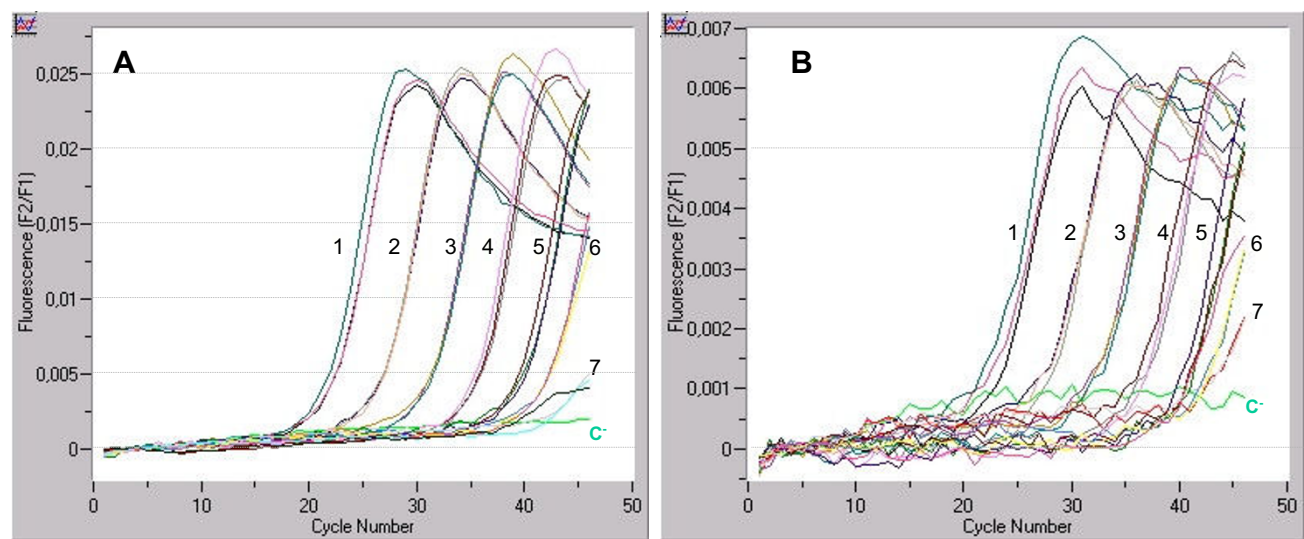 A
Fluorescence (F2/F1)
0,025
0,02
0,015
0,01
0,005
0
1 2 3 4 5 6
7
C-
0 10 20 30 40 50
Cycle Number
B
Fluorescence (F2/F1)
0,007
0,006
0,005
0,004
0,003
0,002
0,001
0
1 2 3 4 5 6
7
C-
0 10 20 30 40 50
Cycle Number